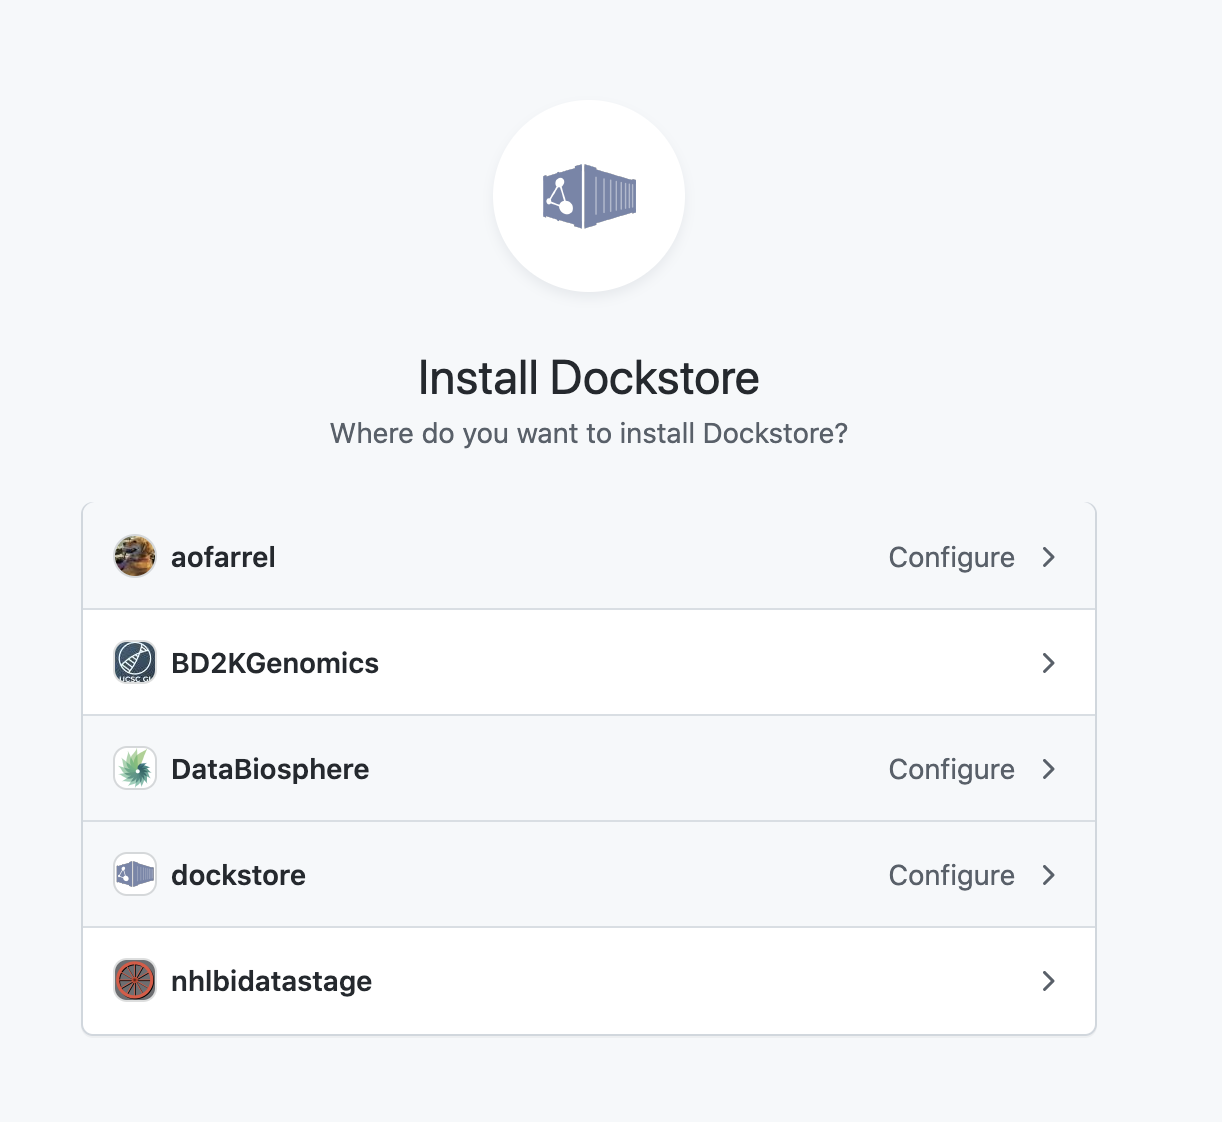 Install Dockstore
Where do you want to install Dockstore?
aofarrel Configure
BD2KGenomics
DataBiosphere Configure
dockstore Configure
nhlbidatastage